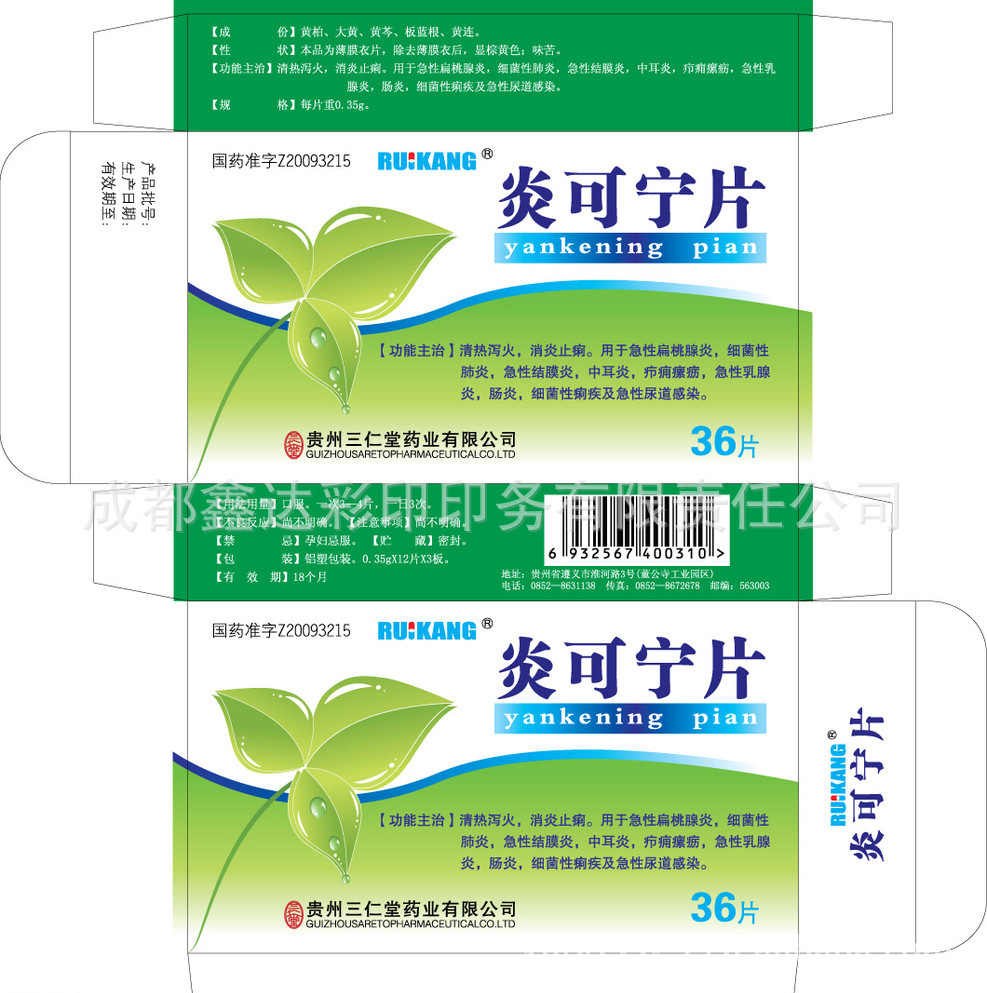 【成　　份】黄柏、大黄、黄芩、板蓝根、黄连。
【性　　状】本品为薄膜衣片，除去薄膜衣后，显棕黄色；味苦。
【功能主治】清热泻火，消炎止痢。用于急性扁桃腺炎，细菌性肺炎，急性结膜炎，中耳炎，疖痈瘰疬，急性乳
腺炎，肠炎，细菌性痢疾及急性尿道感染。
【规　　格】每片重0.35g。
产品批号：
生产日期：
有效期至：
国药准字Z20093215
RUIKANG®
炎可宁片
yankening pian
【功能主治】清热泻火，消炎止痢。用于急性扁桃腺炎，细菌性
肺炎，急性结膜炎，中耳炎，疖痈瘰疬，急性乳腺
炎，肠炎，细菌性痢疾及急性尿道感染。
贵州三仁堂药业有限公司
GUIZHOUSARETOPHARMACEUTICALCO.LTD
36片
成都鑫达彩印印务有限责任公司
【用法用量】口服。一次3—4片，一日3次。
【不良反应】尚不明确。【注意事项】尚不明确。
【禁　　忌】孕妇忌服。【贮　　藏】密封。
【包　　装】铝塑包装。0.35gX12片X3板。
【有 效 期】18个月
6 932567 400310 >
地址：贵州省遵义市淮河路3号(董公寺工业园区)
电话：0852—8631138 传真：0852—8672678 邮编：563003
国药准字Z20093215
RUIKANG®
炎可宁片
yankening pian
【功能主治】清热泻火，消炎止痢。用于急性扁桃腺炎，细菌性
肺炎，急性结膜炎，中耳炎，疖痈瘰疬，急性乳腺
炎，肠炎，细菌性痢疾及急性尿道感染。
贵州三仁堂药业有限公司
GUIZHOUSARETOPHARMACEUTICALCO.LTD
36片
RUIKANG®
炎可宁片